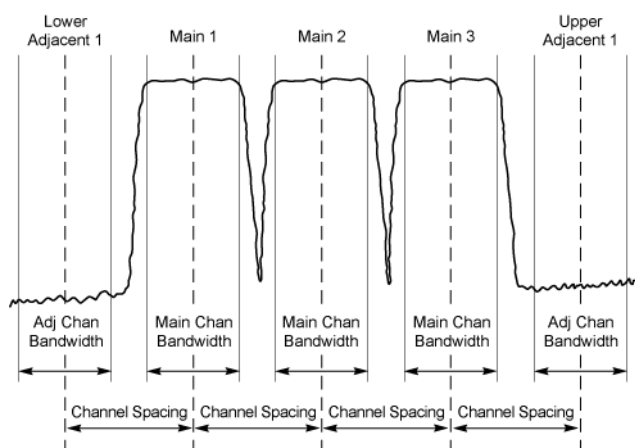 Lower
Adjacent 1
Main 1
Main 2
Main 3
Upper
Adjacent 1
Adj Chan
Bandwidth
Main Chan
Bandwidth
Main Chan
Bandwidth
Main Chan
Bandwidth
Adj Chan
Bandwidth
Channel Spacing
Channel Spacing
Channel Spacing
Channel Spacing